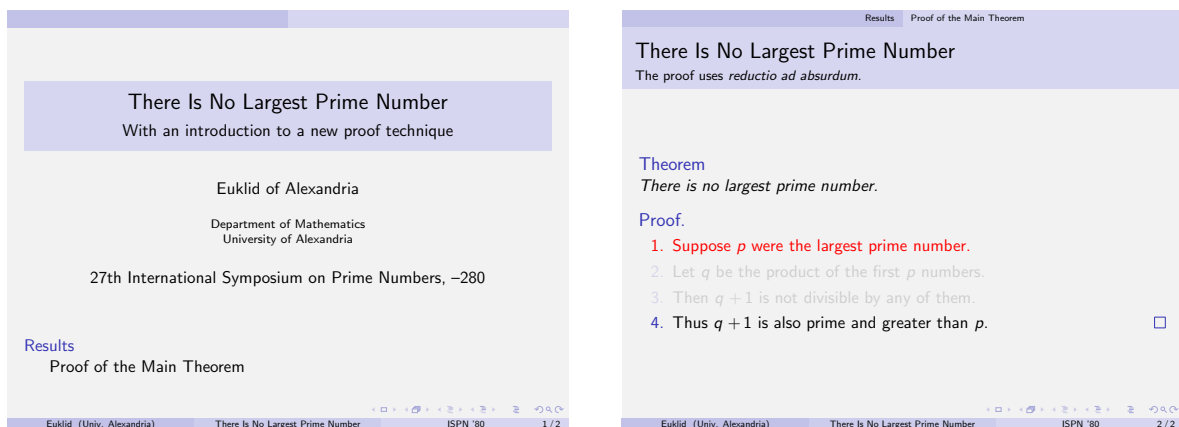 There Is No Largest Prime Number
With an introduction to a new proof technique
Euklid of Alexandria
Department of Mathematics
University of Alexandria
27th International Symposium on Prime Numbers, –280
Results
Proof of the Main Theorem
Euklid (Univ. Alexandria) There Is No Largest Prime Number ISPN '80 1 / 2
Results Proof of the Main Theorem
There Is No Largest Prime Number
The proof uses reductio ad absurdum.
Theorem
There is no largest prime number.
Proof.
1. Suppose p were the largest prime number.
2. Let q be the product of the first p numbers.
3. Then q + 1 is not divisible by any of them.
4. Thus q + 1 is also prime and greater than p. □
Euklid (Univ. Alexandria) There Is No Largest Prime Number ISPN '80 2 / 2